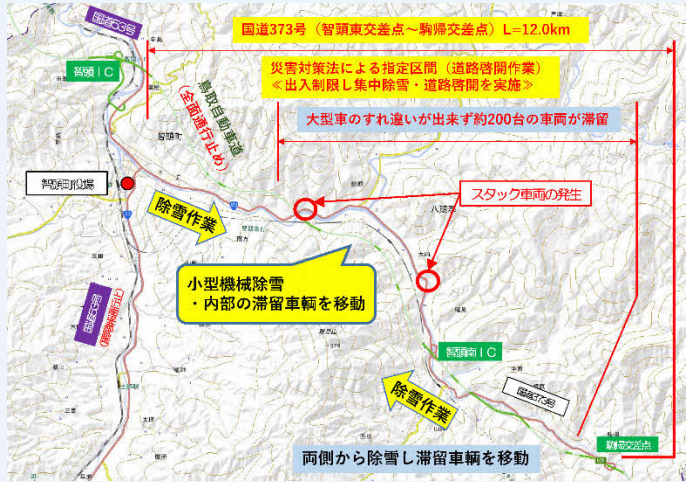 国道53号
国道373号（智頭東交差点～駒帰交差点）L=12.0km
智頭ＩＣ
災害対策法による指定区間（道路啓開作業）
≪出入制限し集中除雪・道路啓開を実施≫
鳥取自動車道
（全面通行止め）
智頭町
大型車のすれ違いが出来ず約200台の車両が滞留
智頭町役場
スタック車両の発生
除雪作業
小型機械除雪
・内部の滞留車輌を移動
国道53号
智頭南ＩＣ
除雪作業
国道373号
駒帰交差点
両側から除雪し滞留車輌を移動